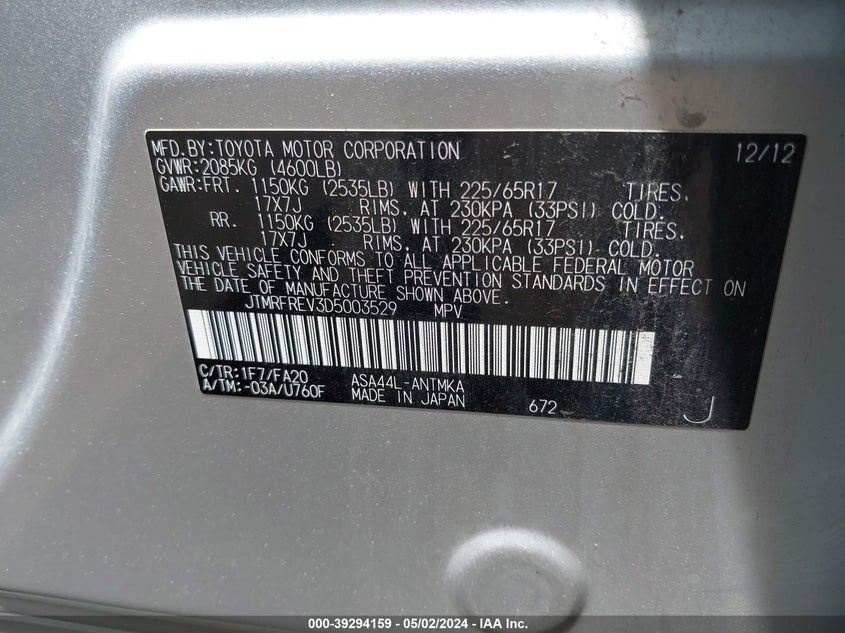 MFD.BY:TOYOTA MOTOR CORPORATION 12/12
GVWR:2085KG (4600LB)
GAWR:FRT. 1150KG (2535LB) WITH 225/65R17 TIRES,
17X7J RIMS, AT 230KPA (33PSI) COLD.
RR. 1150KG (2535LB) WITH 225/65R17 TIRES,
17X7J RIMS, AT 230KPA (33PSI) COLD.
THIS VEHICLE CONFORMS TO ALL APPLICABLE FEDERAL MOTOR
VEHICLE SAFETY AND THEFT PREVENTION STANDARDS IN EFFECT ON
THE DATE OF MANUFACTURE SHOWN ABOVE.
JTMRFREV3D5003529 MPV
C/TR:1F7/FA20 ASA44L-ANTMKA
A/TM:-03A/U760F MADE IN JAPAN 672 J
000-39294159 - 05/02/2024 - IAA Inc.